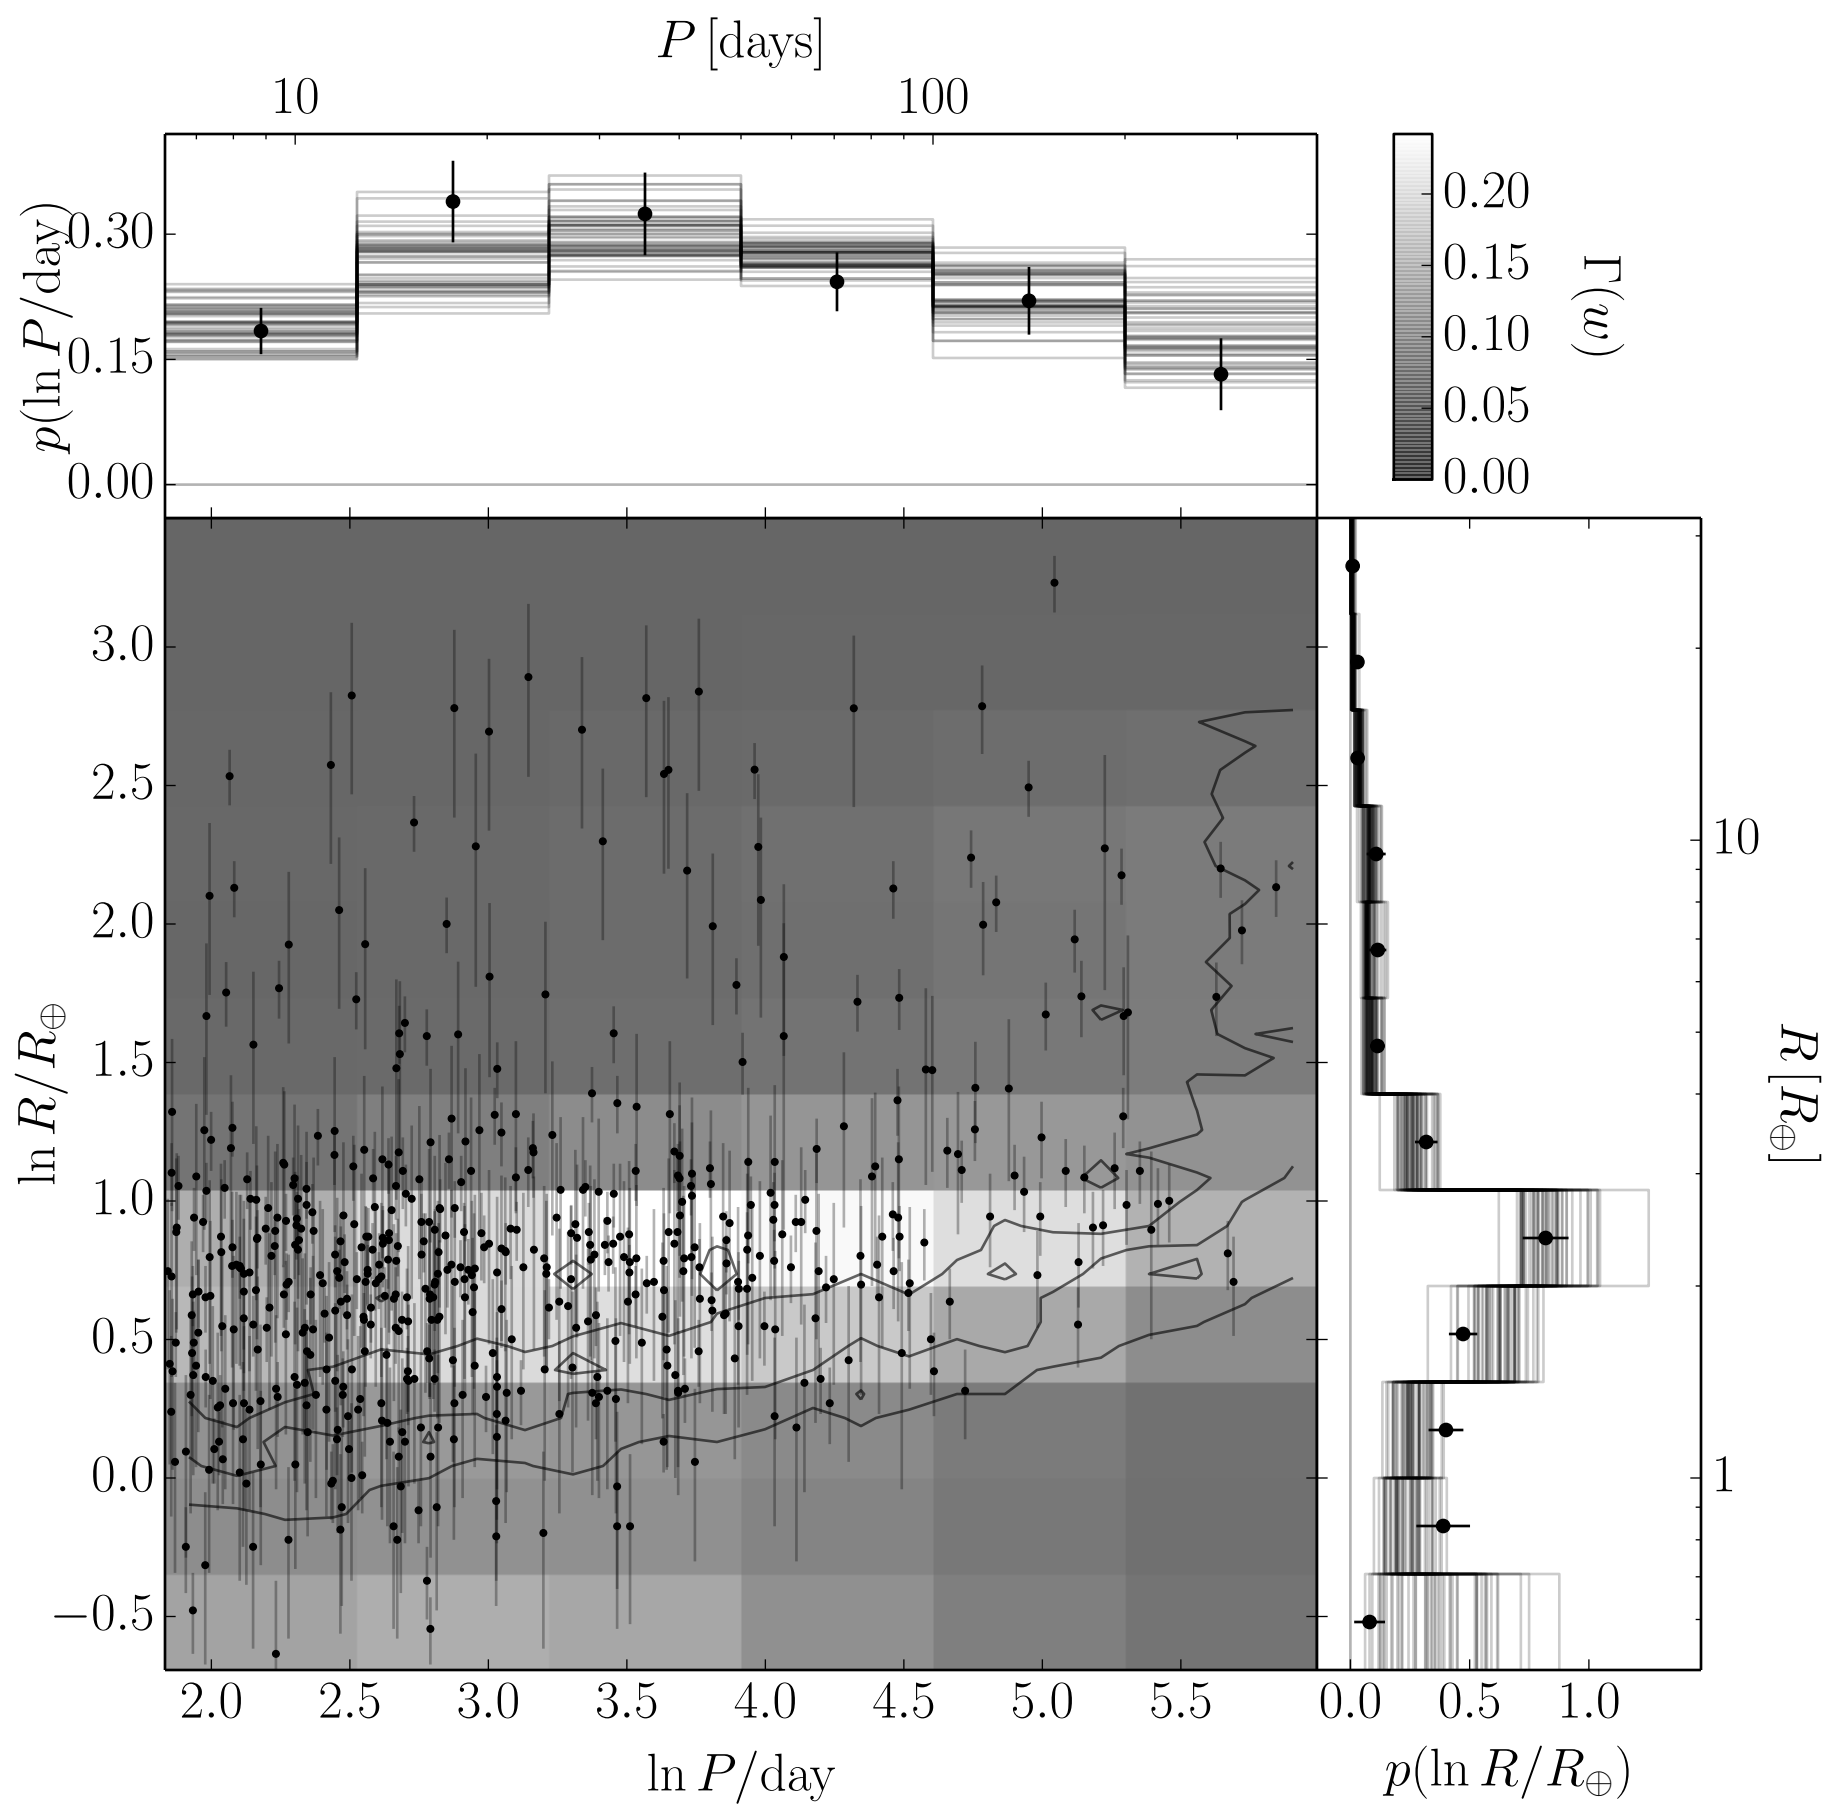 P [days]
10 100
p(ln P/day)
0.30
0.15
0.00
0.20
0.15
0.10
0.05
0.00
Γ(w)
ln R/R⊕
3.0
2.5
2.0
1.5
1.0
0.5
0.0
−0.5
10
1
R [R⊕]
2.0 2.5 3.0 3.5 4.0 4.5 5.0 5.5
0.0 0.5 1.0
ln P/day
p(ln R/R⊕)